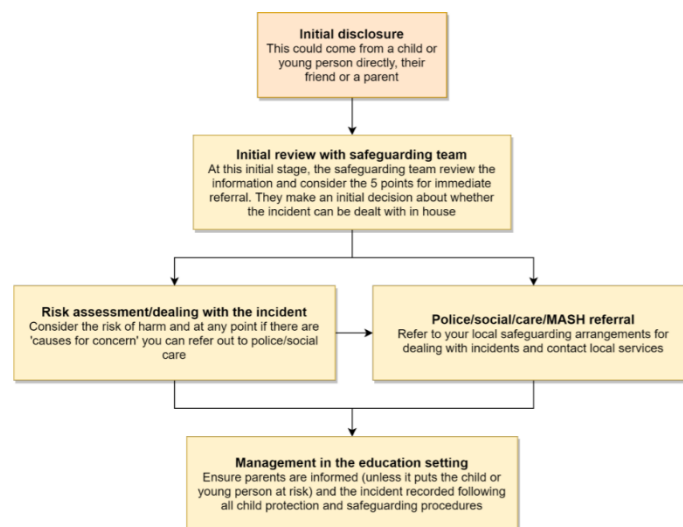 Initial disclosure
This could come from a child or
young person directly, their
friend or a parent
Initial review with safeguarding team
At this initial stage, the safeguarding team review the
information and consider the 5 points for immediate
referral. They make an initial decision about whether
the incident can be dealt with in house
Risk assessment/dealing with the incident
Consider the risk of harm and at any point if there are
'causes for concern' you can refer out to police/social
care
Police/social/care/MASH referral
Refer to your local safeguarding arrangements for
dealing with incidents and contact local services
Management in the education setting
Ensure parents are informed (unless it puts the child or
young person at risk) and the incident recorded following
all child protection and safeguarding procedures